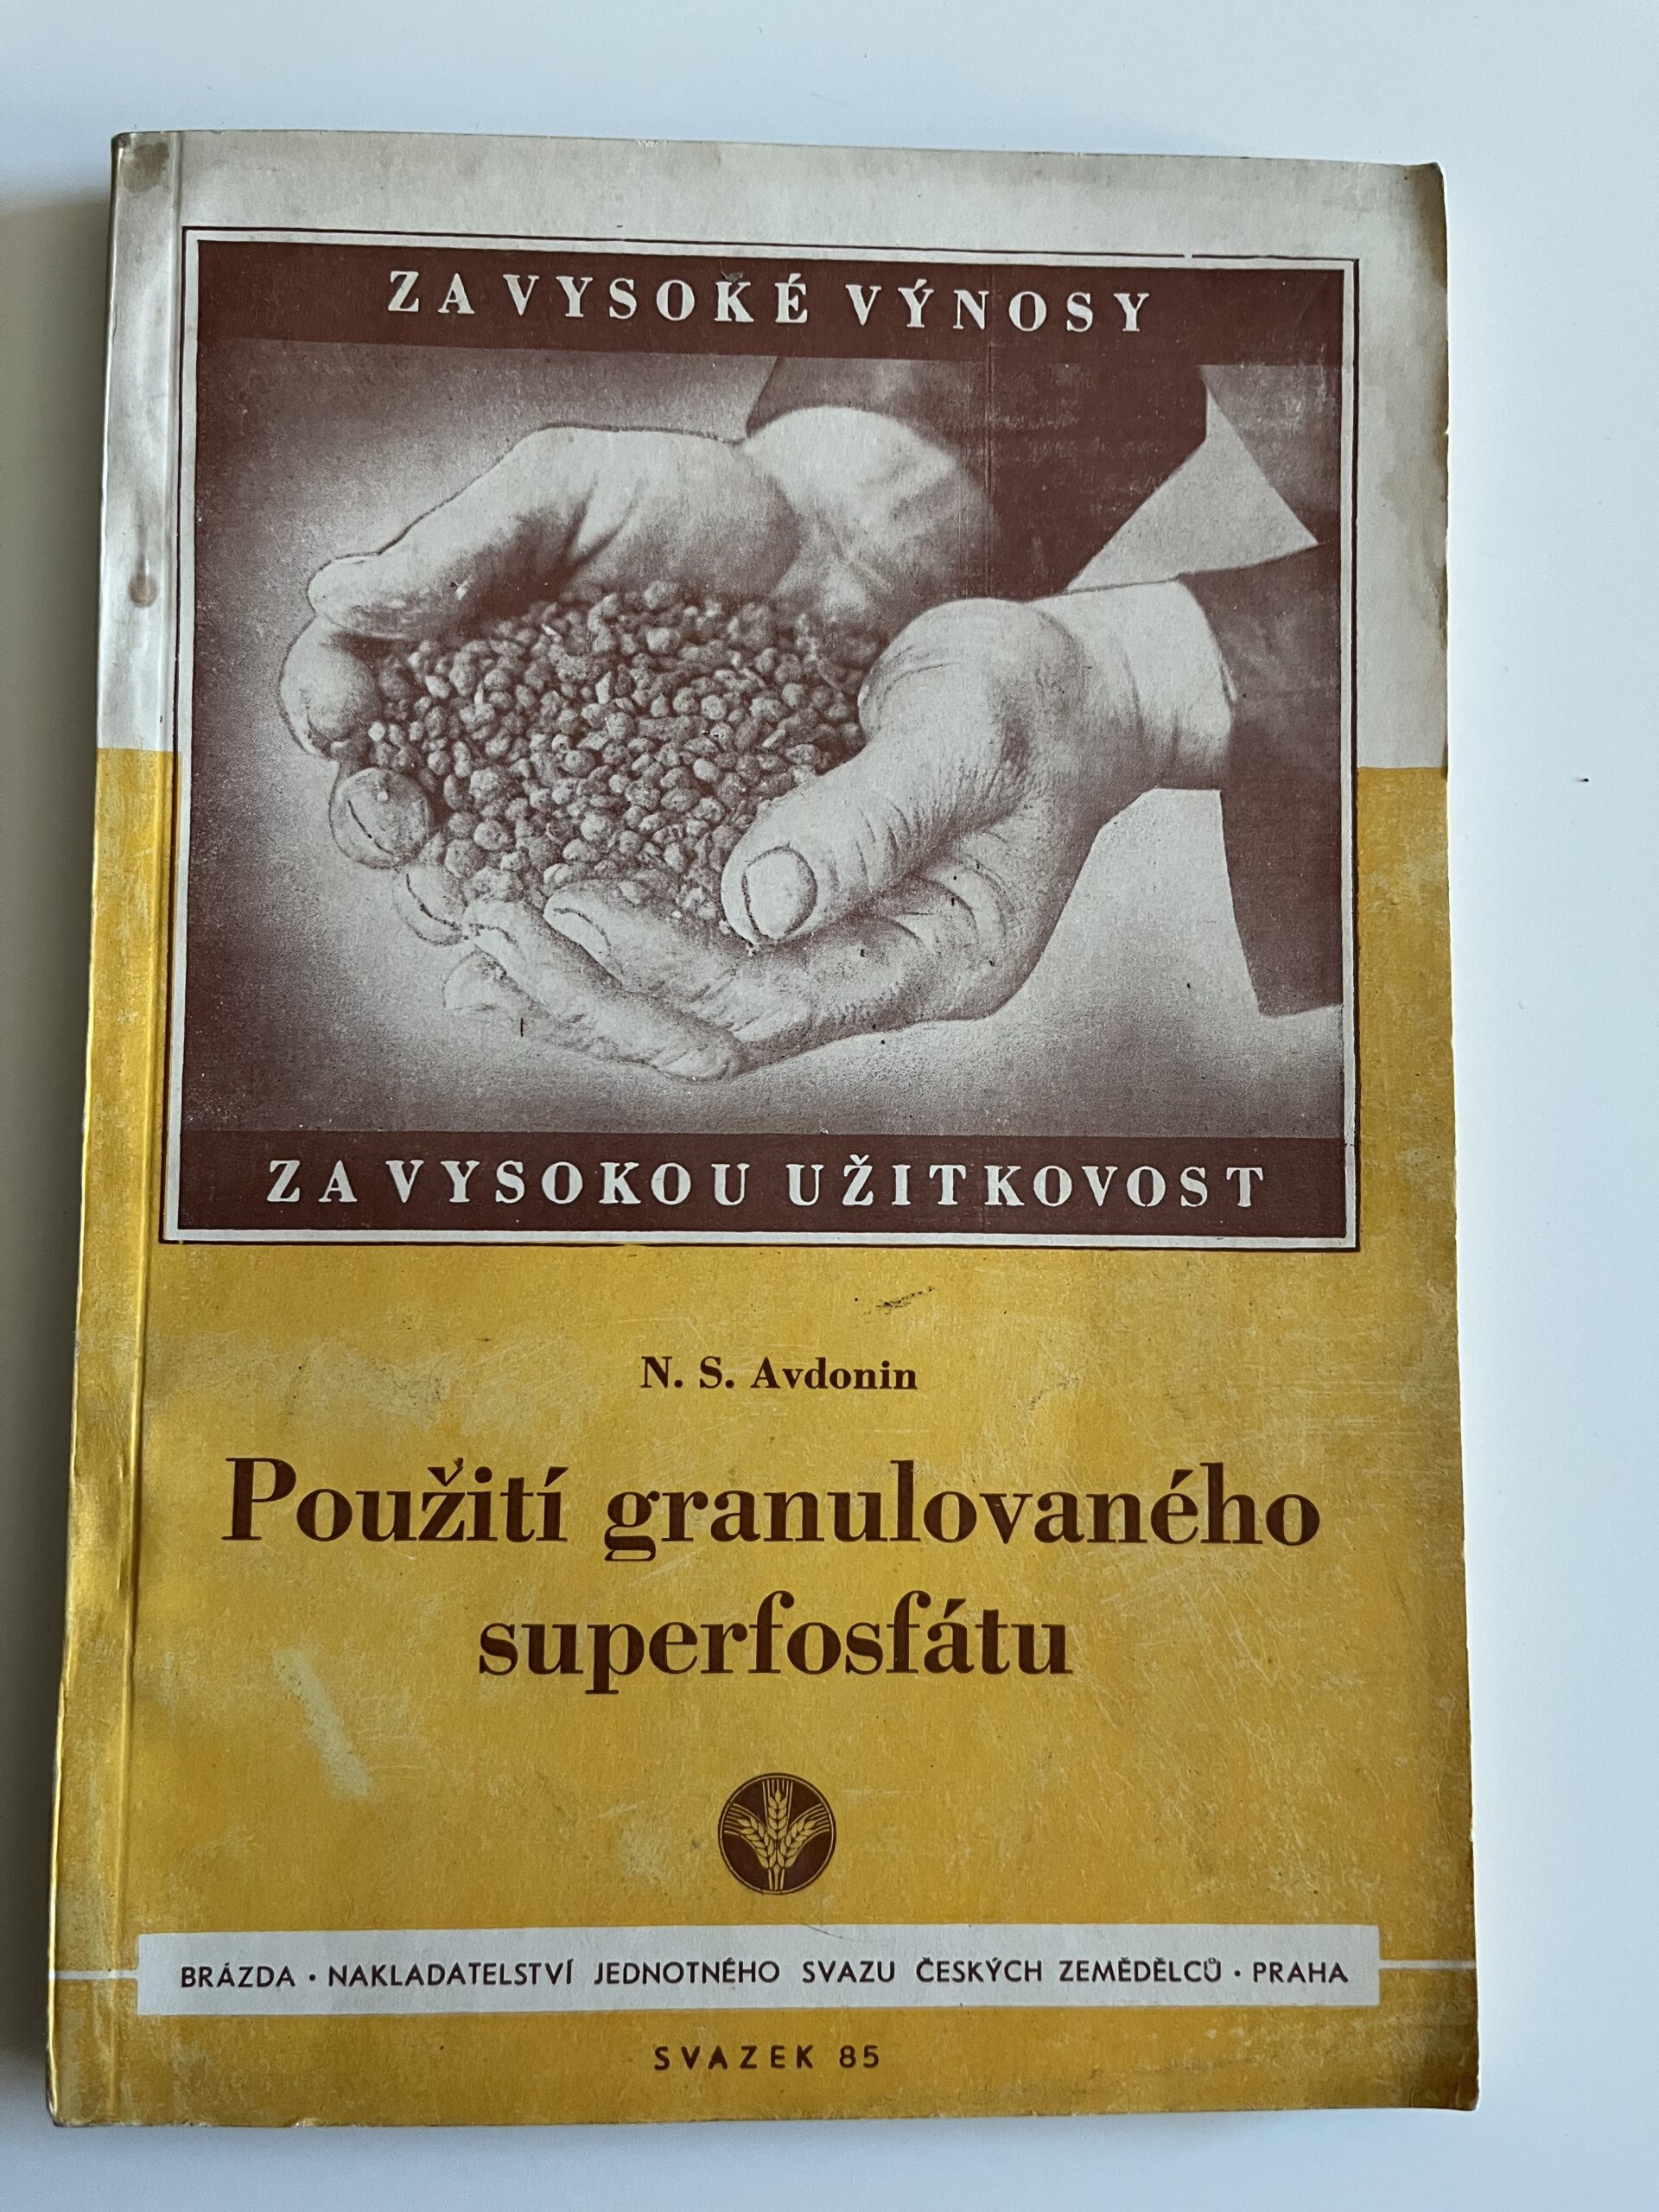 ZA VYSOKÉ VÝNOSY
ZA VYSOKOU UŽITKOVOST
N. S. Avdonin
Použití granulovaného
superfosfátu
BRÁZDA • NAKLADATELSTVÍ JEDNOTNÉHO SVAZU ČESKÝCH ZEMĚDĚLCŮ • PRAHA
SVAZEK 85